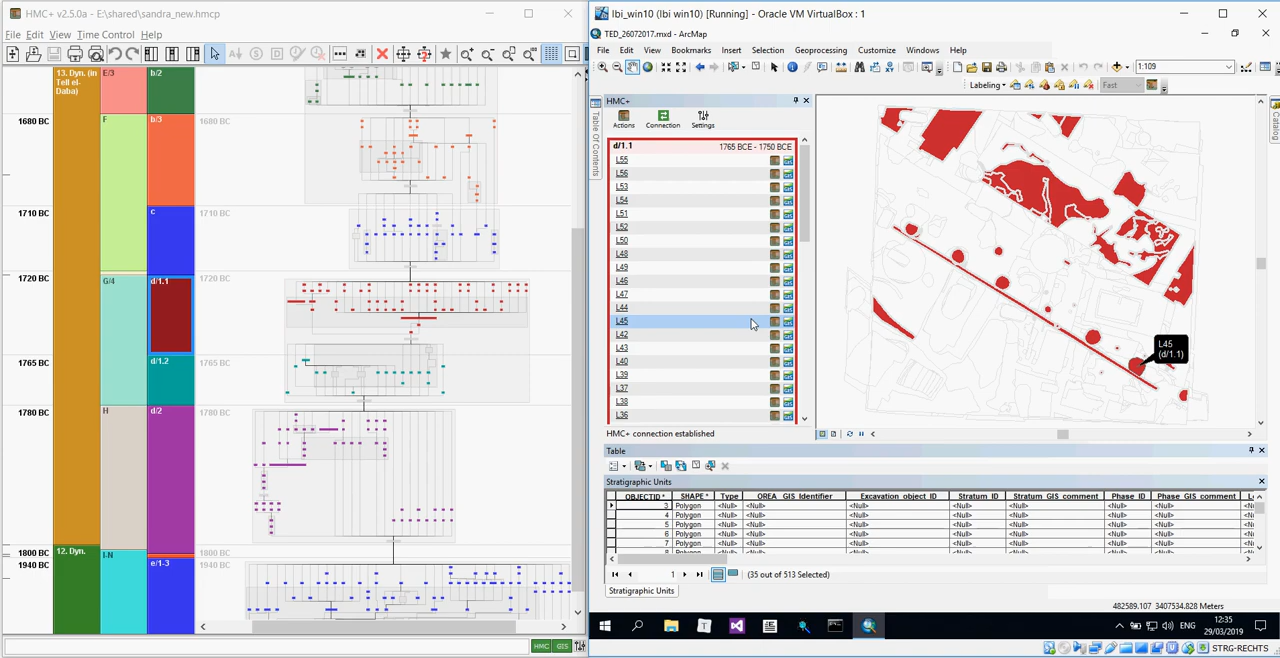 HMC+ v2.5.0a - E:\shared\sandra_new.hmcp
File Edit View Time Control Help
13. Dyn. (in Tell el-Daba)
E/3
b/2
1680 BC
F
b/3
1680 BC
1710 BC
c
1710 BC
1720 BC
G/4
d/1.1
1720 BC
1765 BC
d/1.2
1765 BC
1780 BC
H
d/2
1780 BC
1800 BC
12. Dyn.
I-N
1800 BC
1940 BC
e/1-3
1940 BC
HMC GIS
lbi_win10 (lbi win10) [Running] - Oracle VM VirtualBox : 1
TED_26072017.mxd - ArcMap
File Edit View Bookmarks Insert Selection Geoprocessing Customize Windows Help
1:109
Labeling Fast
HMC+
Actions Connection Settings
d/1.1 1765 BCE - 1750 BCE
L55
L56
L53
L54
L51
L52
L50
L48
L49
L46
L47
L44
L45
L42
L43
L40
L39
L37
L38
L36
HMC+ connection established
Table Of Contents
Catalog
L45
(d/1.1)
Table
Stratigraphic Units
OBJECTID * SHAPE * Type OREA_GIS_Identifier Excavation_object_ID Stratum_ID Stratum_GIS_comment Phase_ID Phase_GIS_comment
3 Polygon <Null> <Null> <Null> <Null> <Null> <Null> <Null>
4 Polygon <Null> <Null> <Null> <Null> <Null> <Null> <Null>
5 Polygon <Null> <Null> <Null> <Null> <Null> <Null> <Null>
6 Polygon <Null> <Null> <Null> <Null> <Null> <Null> <Null>
7 Polygon <Null> <Null> <Null> <Null> <Null> <Null> <Null>
1 (35 out of 513 Selected)
Stratigraphic Units
482589.107 3407534.828 Meters
ENG 12:35
29/03/2019
STRG-RECHTS